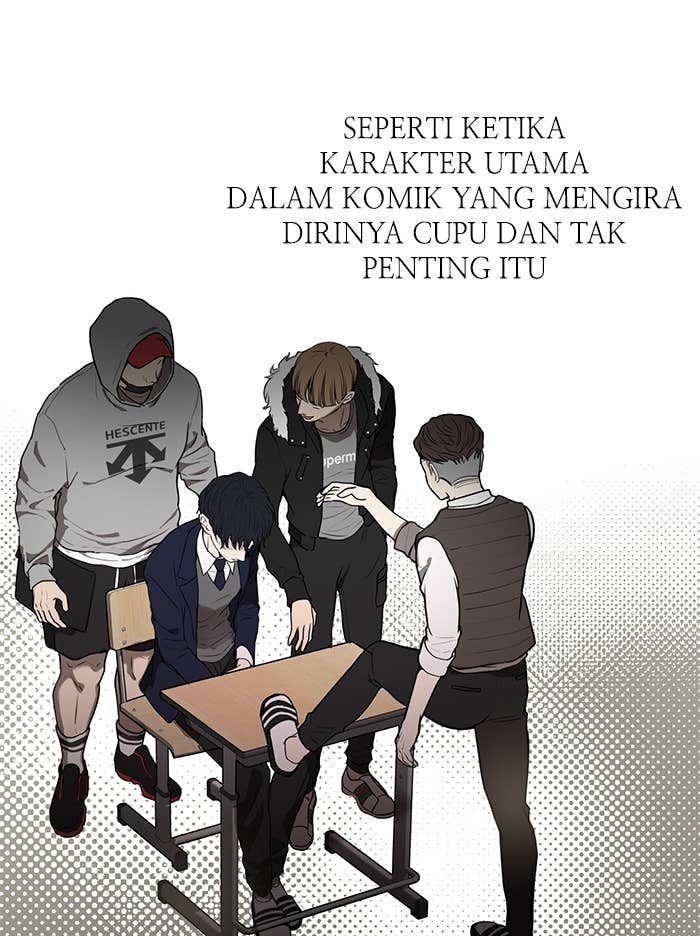 SEPERTI KETIKA
KARAKTER UTAMA
DALAM KOMIK YANG MENGIRA
DIRINYA CUPU DAN TAK
PENTING ITU
HESCENTE
uperm